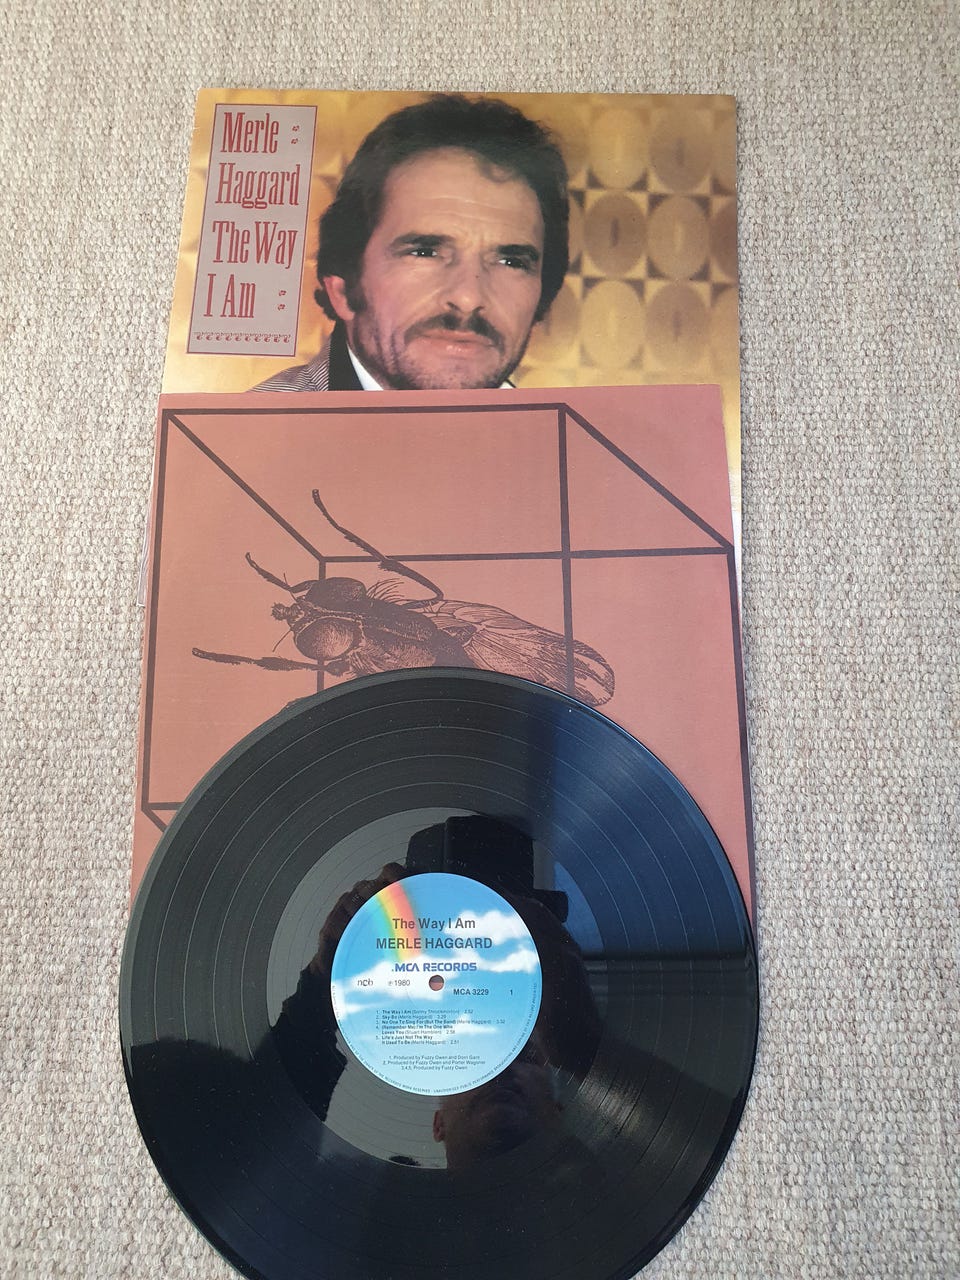 Merle
Haggard
The Way
I Am
The Way I Am
MERLE HAGGARD
MCA RECORDS
ncb ℗1980
MCA 3229 1
1. The Way I Am (Sonny Throckmorton) 2.52
2. Sky-Bo (Merle Haggard) 3.29
3. No One To Sing For (But The Band) (Merle Haggard) 3.32
4. (Remember Me) I'm The One Who
Loves You (Stuart Hamblen) 2.58
5. Life's Just Not The Way
It Used To Be (Merle Haggard) 2.51
1. Produced by Fuzzy Owen and Don Gant
2. Produced by Fuzzy Owen and Porter Wagoner
3,4,5. Produced by Fuzzy Owen